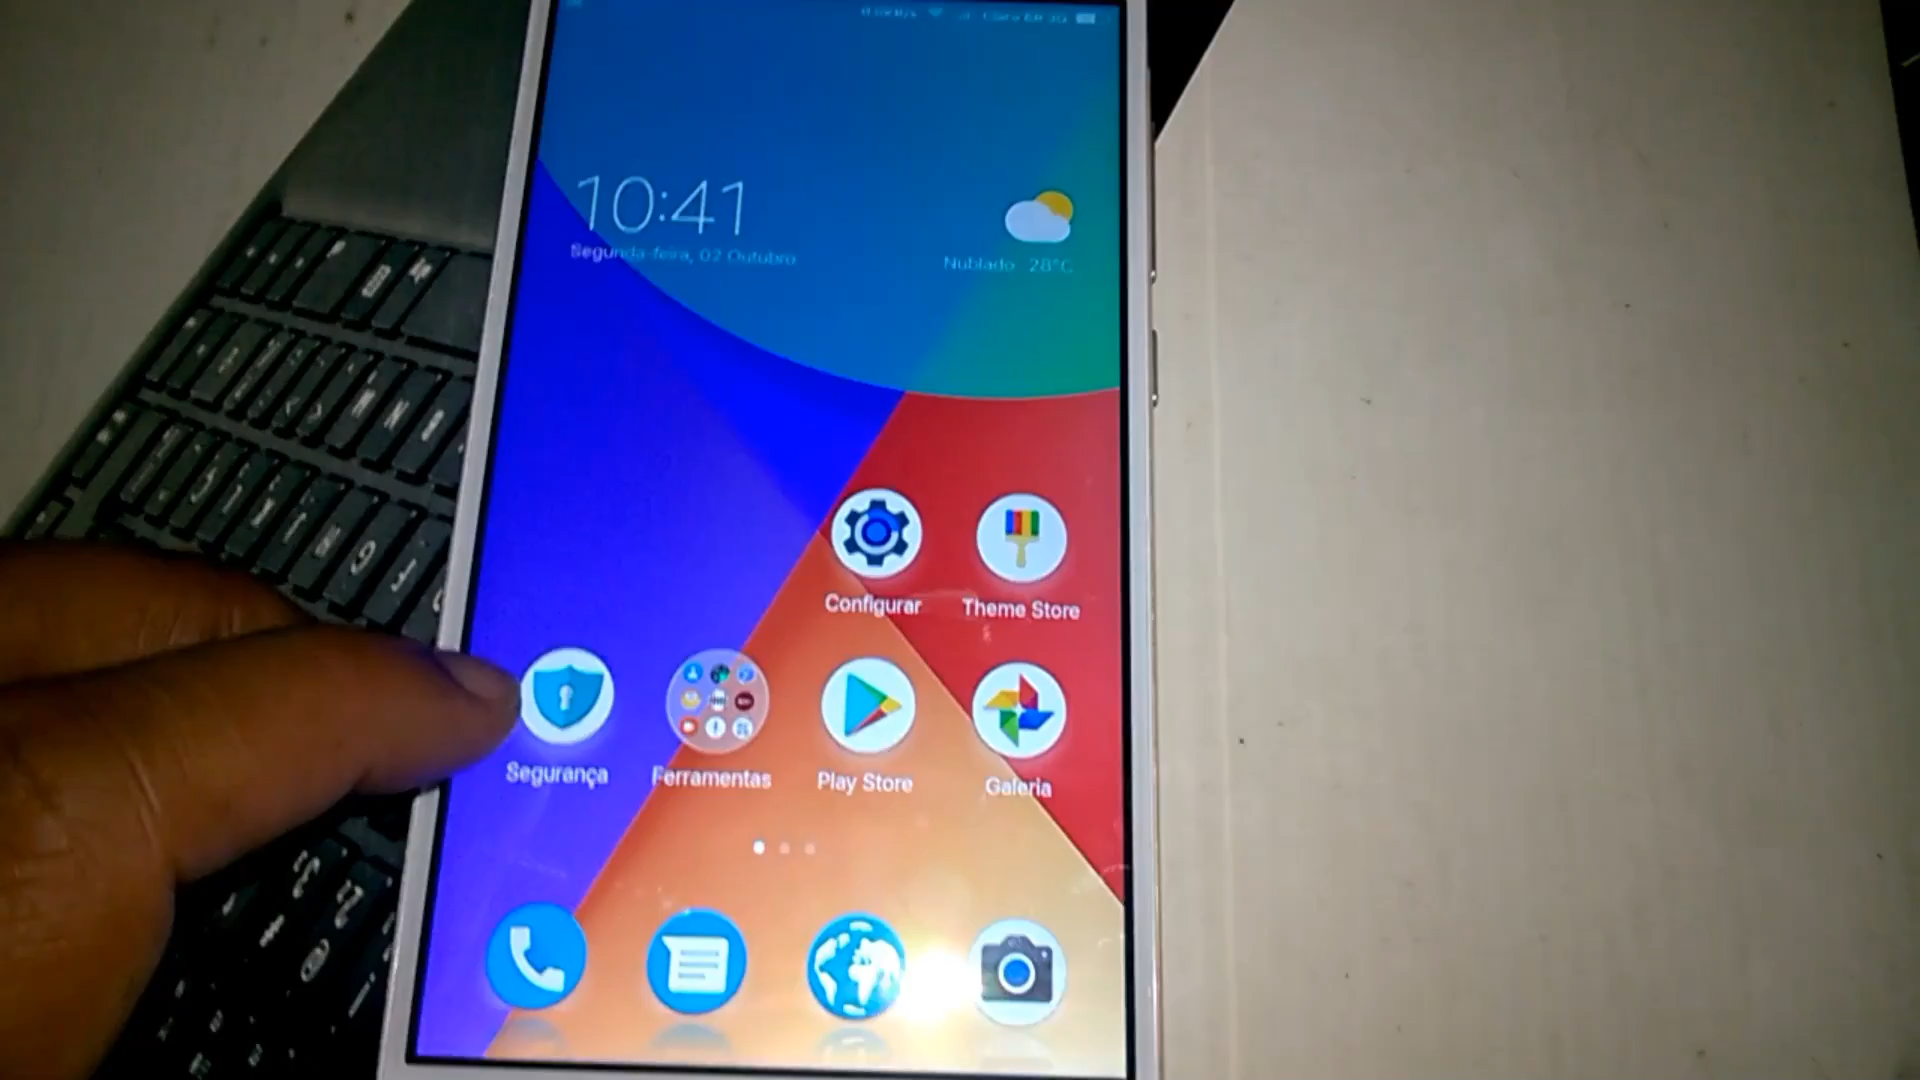 10:41
Segunda-feira, 02 Outubro
Nublado 28°C
Configurar
Theme Store
Segurança
Ferramentas
Play Store
Galeria